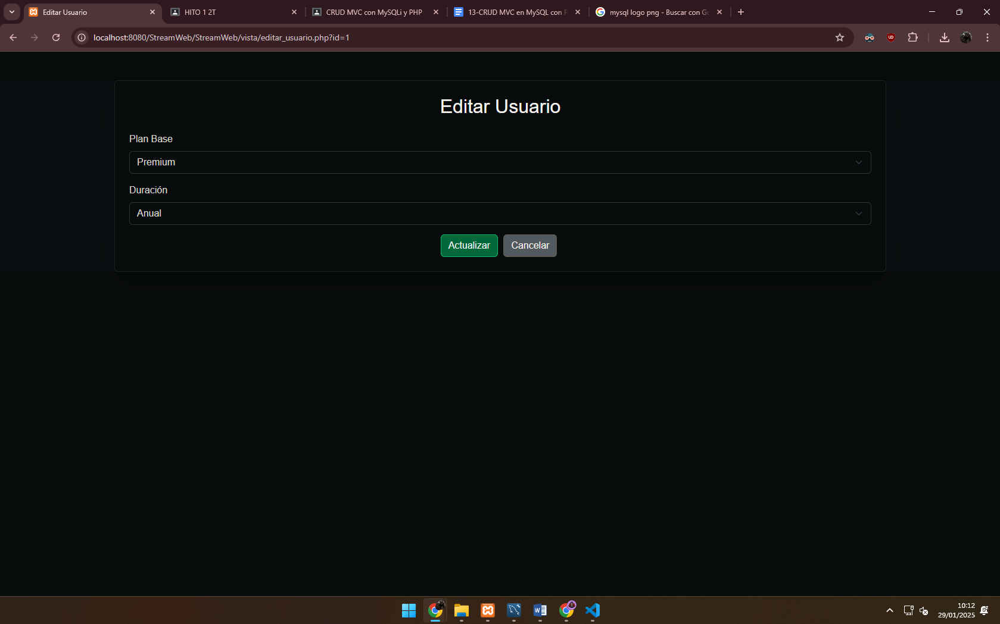 Editar Usuario
HITO 1 2T
CRUD MVC con MySQLi y PHP
13-CRUD MVC en MySQL con
mysql logo png - Buscar con
localhost:8080/StreamWeb/StreamWeb/vista/editar_usuario.php?id=1
Editar Usuario
Plan Base
Premium
Duración
Anual
Actualizar
Cancelar
10:12
29/01/2025